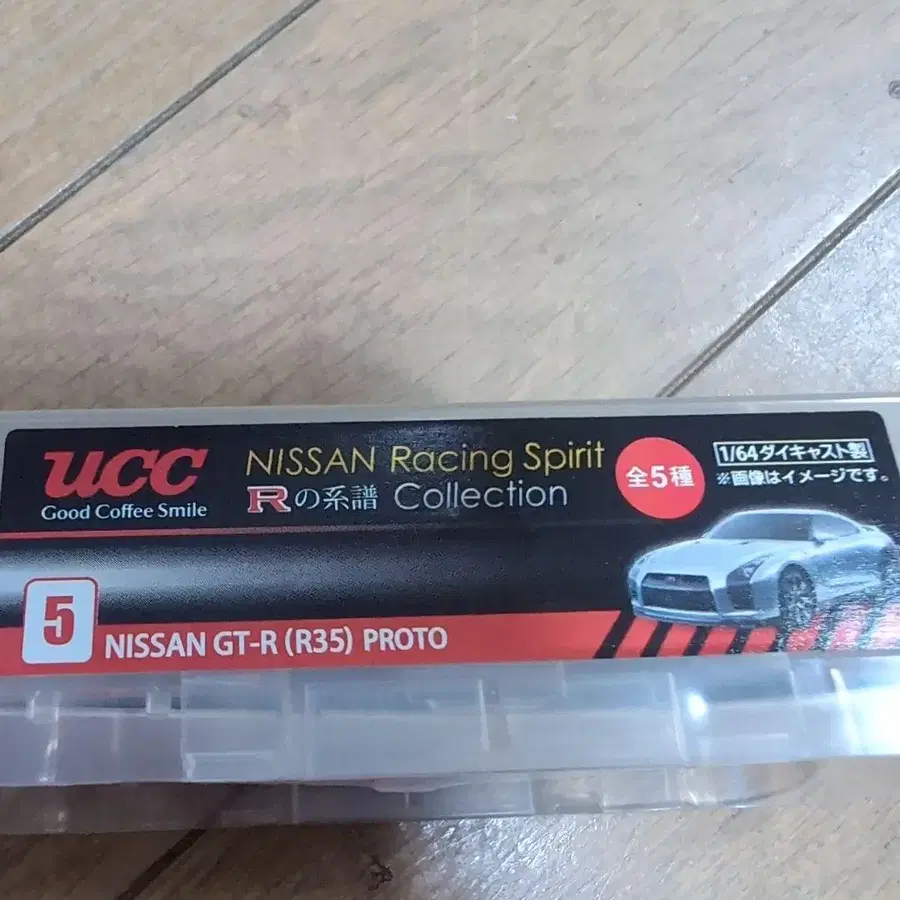 UCC
Good Coffee Smile
NISSAN Racing Spirit
Rの系譜 Collection
全5種
1/64ダイキャスト製
※画像はイメージです。
5
NISSAN GT-R (R35) PROTO